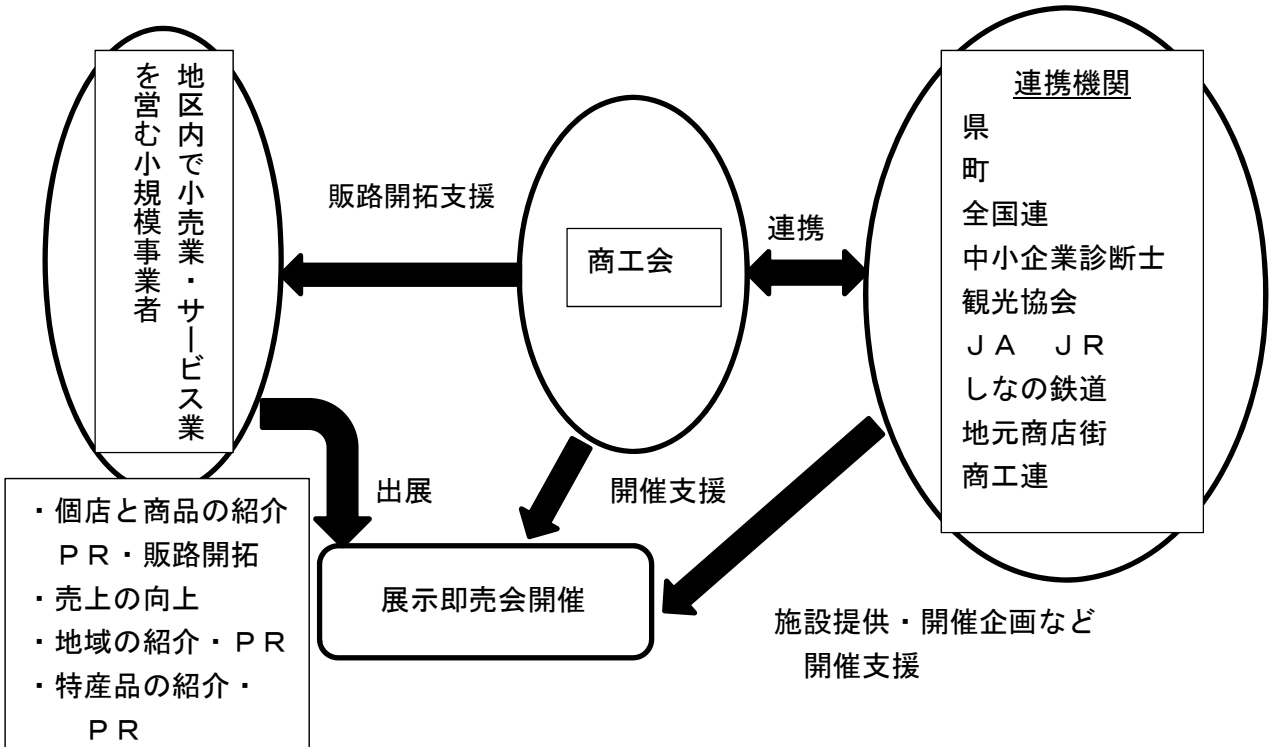 地区内で小売業・サービス業
を営む小規模事業者
販路開拓支援
商工会
連携
連携機関
県
町
全国連
中小企業診断士
観光協会
ＪＡ　ＪＲ
しなの鉄道
地元商店街
商工連
・個店と商品の紹介
ＰＲ・販路開拓
・売上の向上
・地域の紹介・ＰＲ
・特産品の紹介・
ＰＲ
出展
開催支援
展示即売会開催
施設提供・開催企画など
開催支援